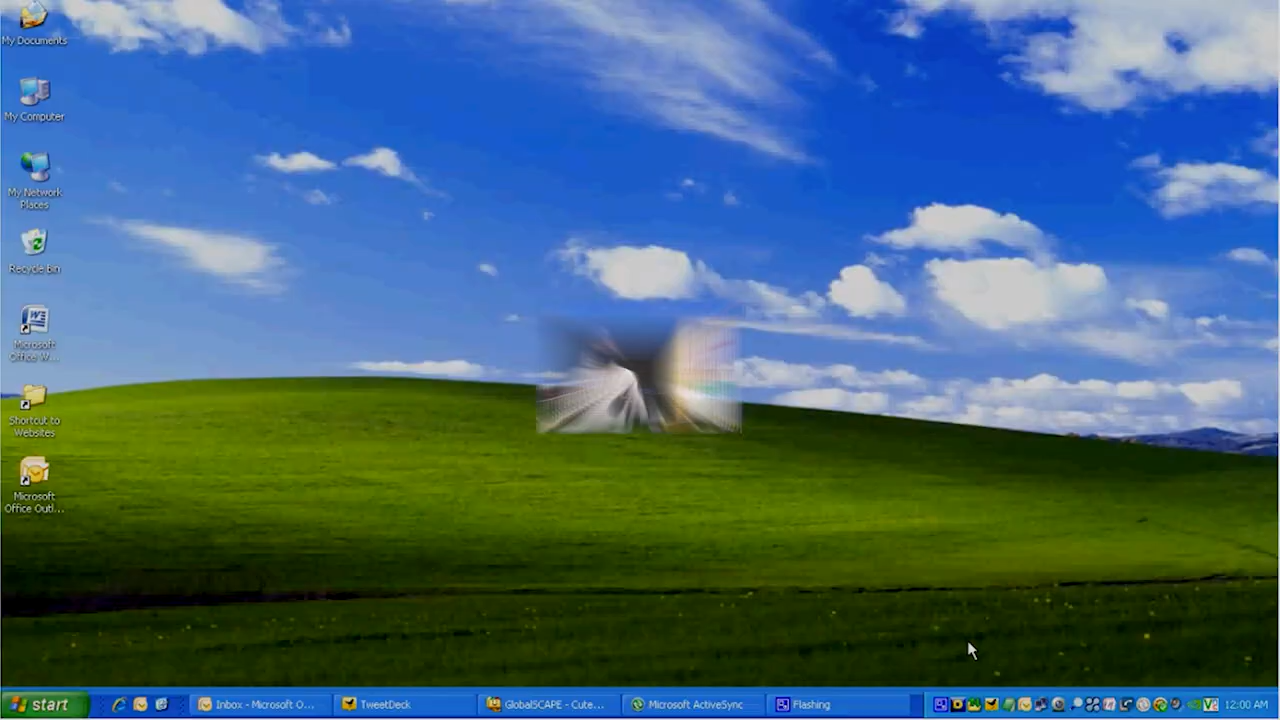 My Documents
My Computer
My Network
Places
Recycle Bin
Microsoft
Office W...
Shortcut to
Websites
Microsoft
Office Outl...
start
Inbox - Microsoft O...
TweetDeck
GlobalSCAPE - Cute...
Microsoft ActiveSync
Flashing
12:00 AM